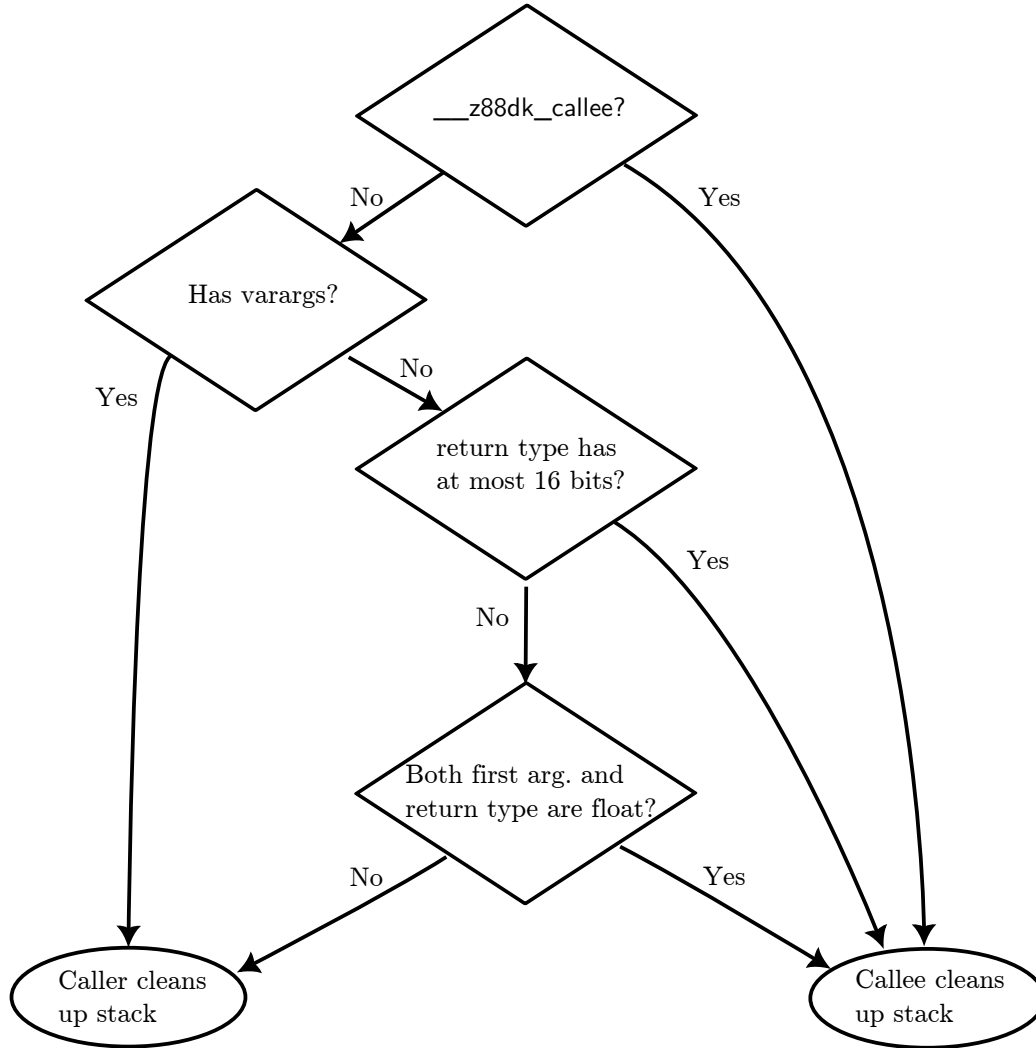 __z88dk_callee?
No
Yes
Has varargs?
No
Yes
return type has
at most 16 bits?
Yes
No
Both first arg. and
return type are float?
No
Yes
Caller cleans
up stack
Callee cleans
up stack